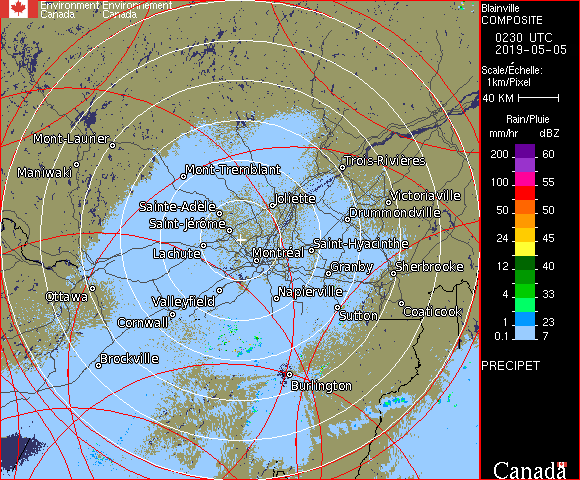 Environment Environnement
Canada Canada
Blainville
COMPOSITE
0230 UTC
2019-05-05
Scale/Échelle:
1km/Pixel
40 KM
Rain/Pluie
mm/hr dBZ
200 60
100 55
50 50
24 45
12 40
4 33
1 23
0.1 7
PRECIPET
Mont-Laurier
Maniwaki
Mont-Tremblant
Trois-Rivières
Sainte-Adèle
Joliette
Victoriaville
Drummondville
Saint-Jérôme
Saint-Hyacinthe
Lachute
Montréal
Granby
Sherbrooke
Ottawa
Valleyfield
Napierville
Cornwall
Sutton
Coaticook
Brockville
Burlington
Canada